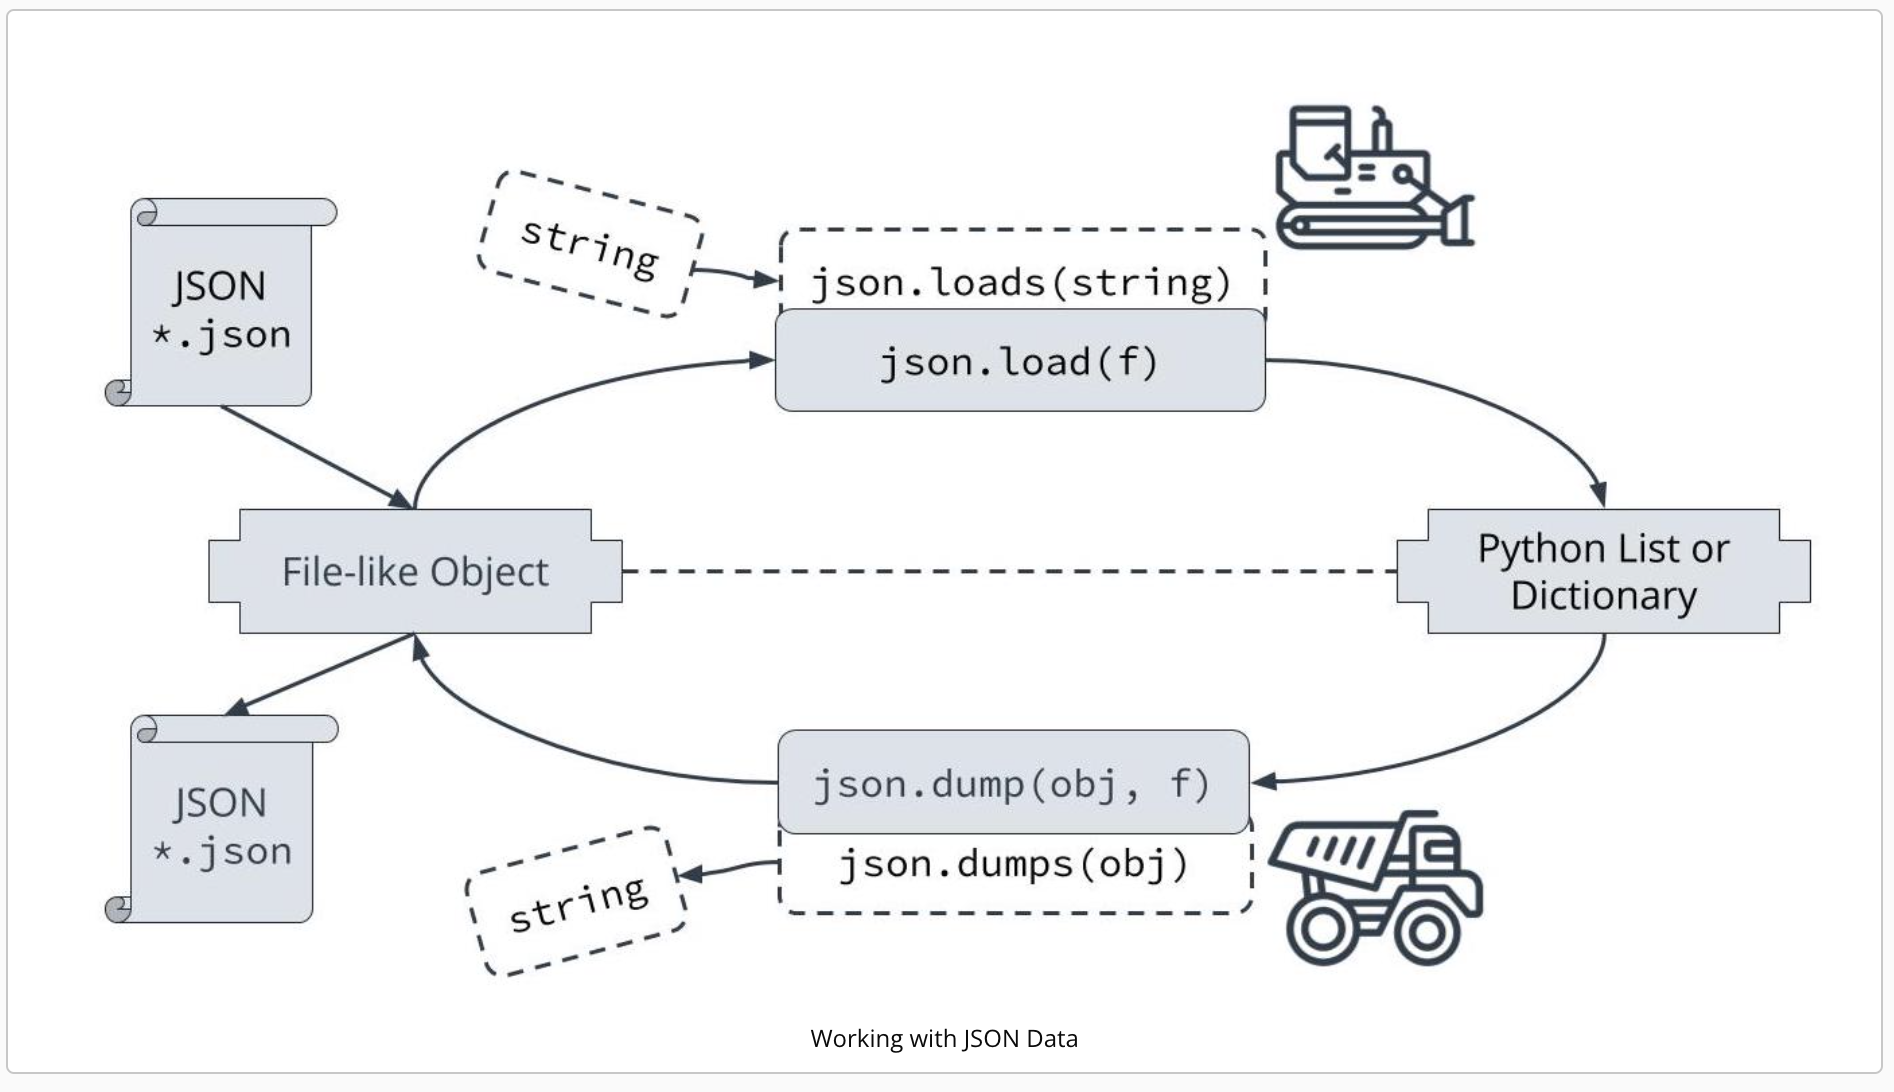 JSON
*.json
string
json.loads(string)
json.load(f)
File-like Object
Python List or
Dictionary
JSON
*.json
json.dump(obj, f)
json.dumps(obj)
string
Working with JSON Data